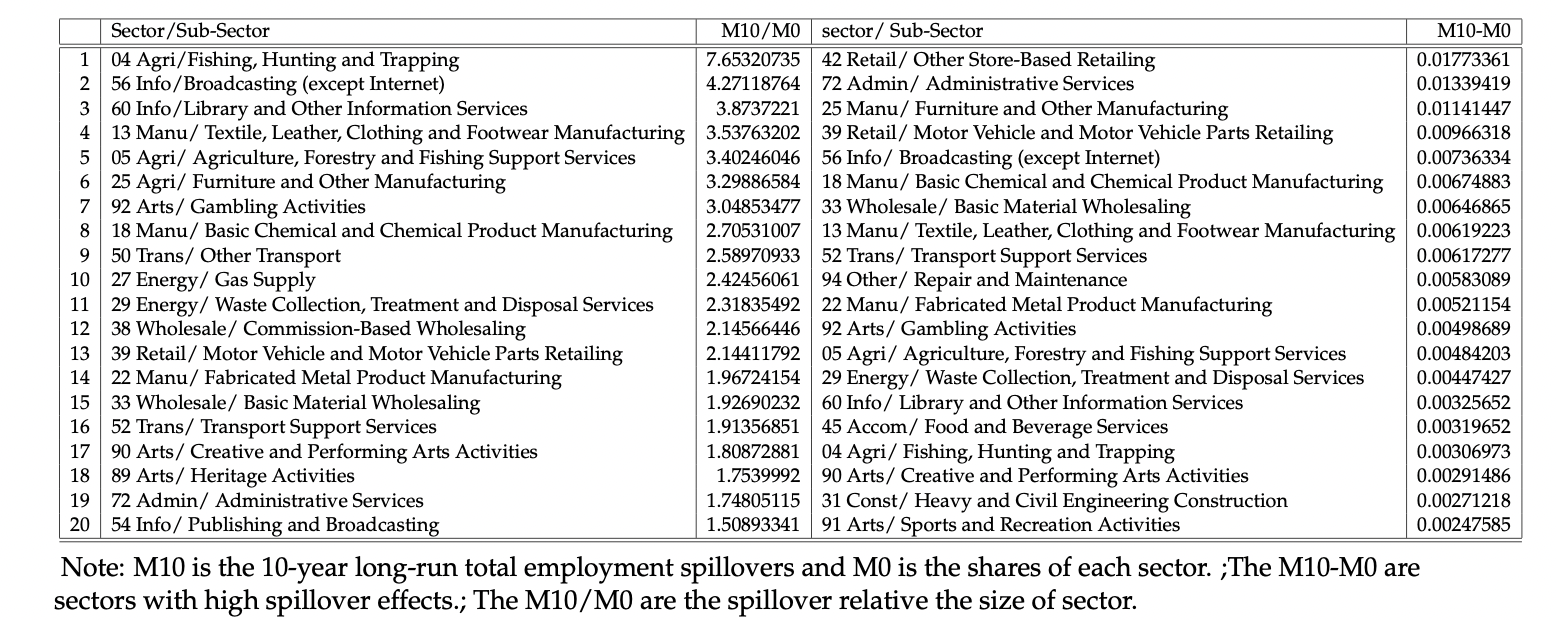 Sector/Sub-Sector M10/M0 sector/ Sub-Sector M10-M0
1 04 Agri/Fishing, Hunting and Trapping 7.65320735 42 Retail/ Other Store-Based Retailing 0.01773361
2 56 Info/Broadcasting (except Internet) 4.27118764 72 Admin/ Administrative Services 0.01339419
3 60 Info/Library and Other Information Services 3.8737221 25 Manu/ Furniture and Other Manufacturing 0.01141447
4 13 Manu/ Textile, Leather, Clothing and Footwear Manufacturing 3.53763202 39 Retail/ Motor Vehicle and Motor Vehicle Parts Retailing 0.00966318
5 05 Agri/ Agriculture, Forestry and Fishing Support Services 3.40246046 56 Info/ Broadcasting (except Internet) 0.00736334
6 25 Agri/ Furniture and Other Manufacturing 3.29886584 18 Manu/ Basic Chemical and Chemical Product Manufacturing 0.00674883
7 92 Arts/ Gambling Activities 3.04853477 33 Wholesale/ Basic Material Wholesaling 0.00646865
8 18 Manu/ Basic Chemical and Chemical Product Manufacturing 2.70531007 13 Manu/ Textile, Leather, Clothing and Footwear Manufacturing 0.00619223
9 50 Trans/ Other Transport 2.58970933 52 Trans/ Transport Support Services 0.00617277
10 27 Energy/ Gas Supply 2.42456061 94 Other/ Repair and Maintenance 0.00583089
11 29 Energy/ Waste Collection, Treatment and Disposal Services 2.31835492 22 Manu/ Fabricated Metal Product Manufacturing 0.00521154
12 38 Wholesale/ Commission-Based Wholesaling 2.14566446 92 Arts/ Gambling Activities 0.00498689
13 39 Retail/ Motor Vehicle and Motor Vehicle Parts Retailing 2.14411792 05 Agri/ Agriculture, Forestry and Fishing Support Services 0.00484203
14 22 Manu/ Fabricated Metal Product Manufacturing 1.96724154 29 Energy/ Waste Collection, Treatment and Disposal Services 0.00447427
15 33 Wholesale/ Basic Material Wholesaling 1.92690232 60 Info/ Library and Other Information Services 0.00325652
16 52 Trans/ Transport Support Services 1.91356851 45 Accom/ Food and Beverage Services 0.00319652
17 90 Arts/ Creative and Performing Arts Activities 1.80872881 04 Agri/ Fishing, Hunting and Trapping 0.00306973
18 89 Arts/ Heritage Activities 1.7539992 90 Arts/ Creative and Performing Arts Activities 0.00291486
19 72 Admin/ Administrative Services 1.74805115 31 Const/ Heavy and Civil Engineering Construction 0.00271218
20 54 Info/ Publishing and Broadcasting 1.50893341 91 Arts/ Sports and Recreation Activities 0.00247585
Note: M10 is the 10-year long-run total employment spillovers and M0 is the shares of each sector. ;The M10-M0 are
sectors with high spillover effects.; The M10/M0 are the spillover relative the size of sector.